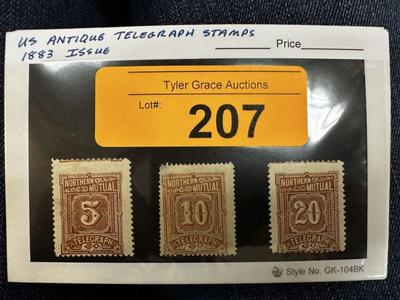 US ANTIQUE TELEGRAPH STAMPS
1883 ISSUE
Price
Tyler Grace Auctions
Lot#:
207
NORTHERN
MUTUAL
5
TELEGRAPH
NORTHERN
MUTUAL
10
TELEGRAPH
NORTHERN
MUTUAL
20
TELEGRAPH
Style No. GK-104BK